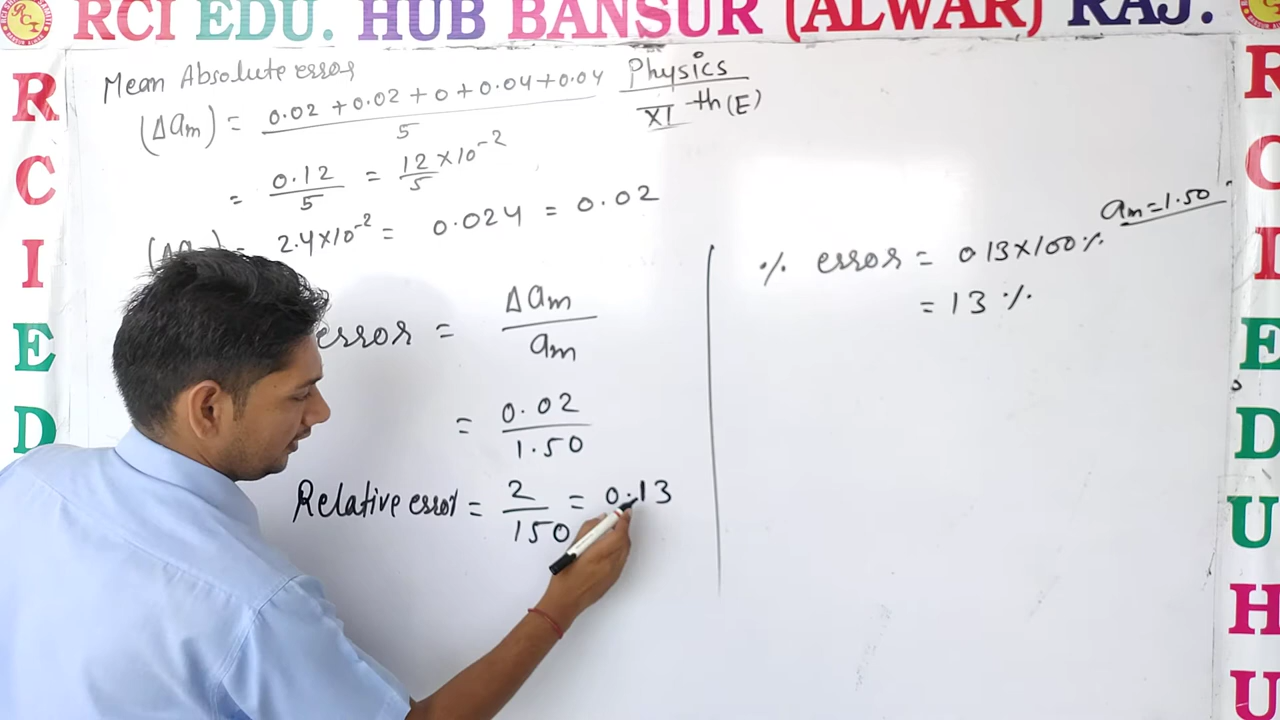 RCI EDU. HUB BANSUR (ALWAR) RAJ.
R
C
I
E
D
R
C
I
E
D
U
H
U
Mean Absolute error
(Δam) = 0.02 + 0.02 + 0 + 0.04 + 0.04 / 5
= 0.12 / 5 = 12 / 5 × 10⁻²
= 2.4 × 10⁻² = 0.024 = 0.02
Physics
XI th (E)
error = Δam / am
= 0.02 / 1.50
Relative error = 2 / 150 = 0.13
am = 1.50
% error = 0.13 × 100 %
= 13 %